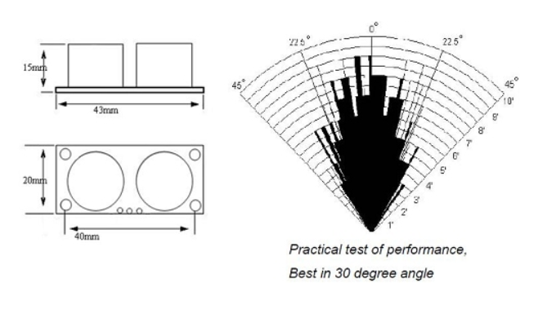 15mm
43mm
20mm
40mm
0°
22.5°
22.5°
45°
45°
10'
9'
8'
7'
6'
5'
4'
3'
2'
1'
Practical test of performance,
Best in 30 degree angle